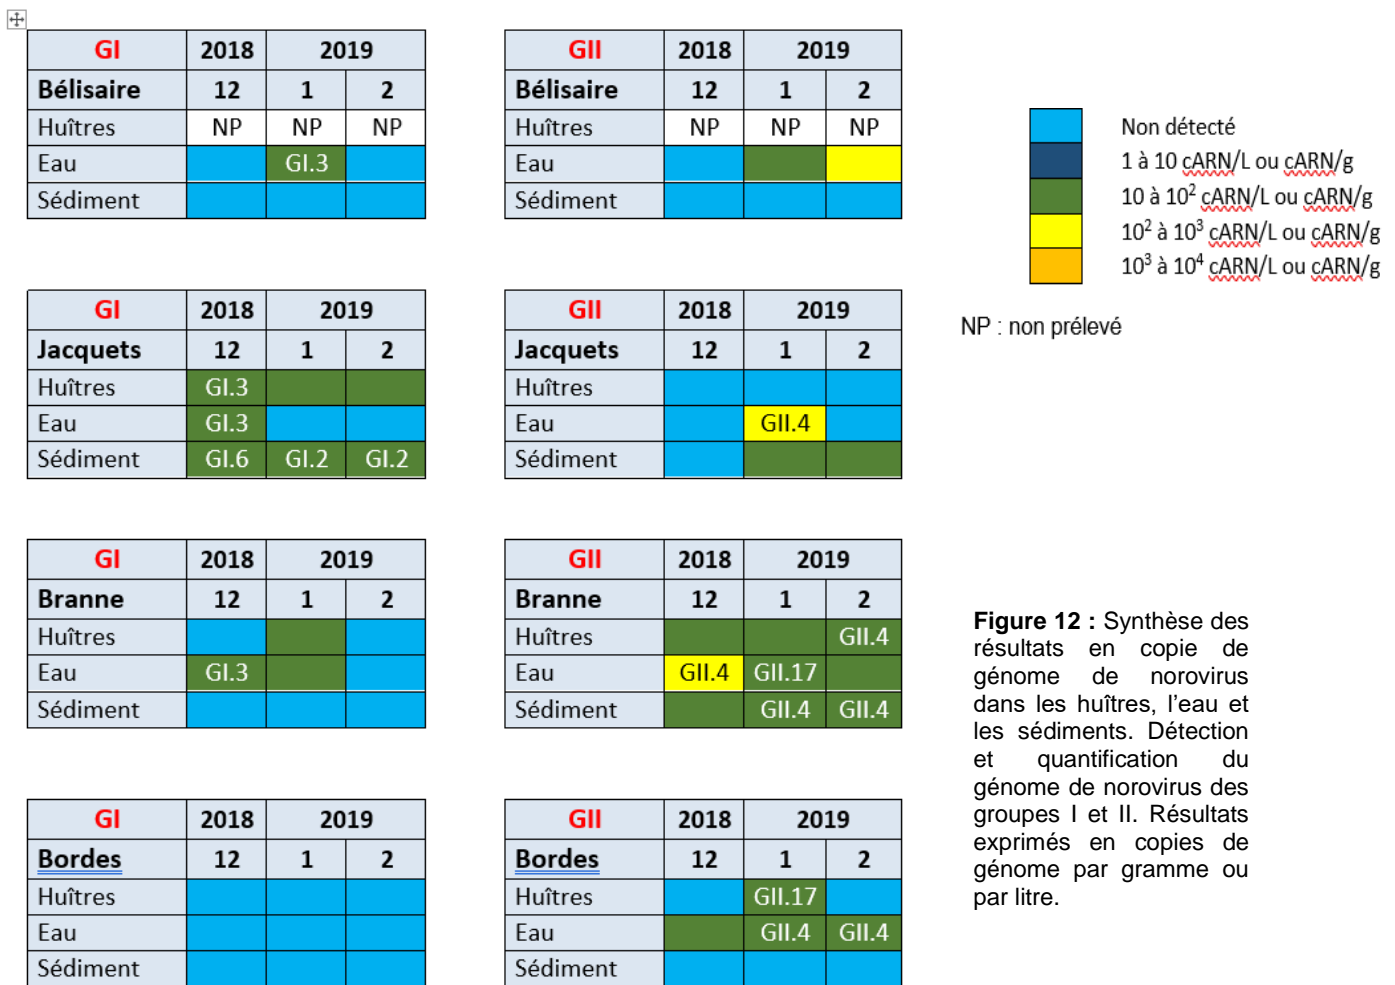 GI 2018 2019
Bélisaire 12 1 2
Huîtres NP NP NP
Eau GI.3
Sédiment
GII 2018 2019
Bélisaire 12 1 2
Huîtres NP NP NP
Eau
Sédiment
Non détecté
1 à 10 cARN/L ou cARN/g
10 à 10² cARN/L ou cARN/g
10² à 10³ cARN/L ou cARN/g
10³ à 10⁴ cARN/L ou cARN/g
NP : non prélevé
GI 2018 2019
Jacquets 12 1 2
Huîtres GI.3
Eau GI.3
Sédiment GI.6 GI.2 GI.2
GII 2018 2019
Jacquets 12 1 2
Huîtres
Eau GII.4
Sédiment
GI 2018 2019
Branne 12 1 2
Huîtres
Eau GI.3
Sédiment
GII 2018 2019
Branne 12 1 2
Huîtres GII.4
Eau GII.4 GII.17
Sédiment GII.4 GII.4
Figure 12 : Synthèse des
résultats en copie de
génome de norovirus
dans les huîtres, l’eau et
les sédiments. Détection
et quantification du
génome de norovirus des
groupes I et II. Résultats
exprimés en copies de
génome par gramme ou
par litre.
GI 2018 2019
Bordes 12 1 2
Huîtres
Eau
Sédiment
GII 2018 2019
Bordes 12 1 2
Huîtres GII.17
Eau GII.4 GII.4
Sédiment